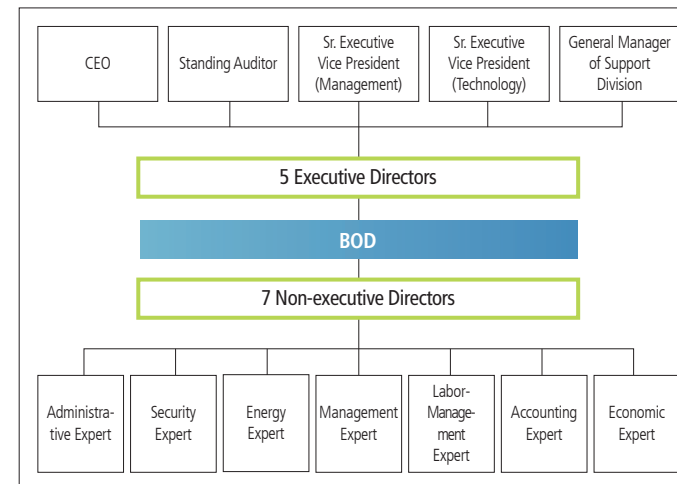 CEO
Standing Auditor
Sr. Executive
Vice President
(Management)
Sr. Executive
Vice President
(Technology)
General Manager
of Support
Division
5 Executive Directors
BOD
7 Non-executive Directors
Administra-
tive Expert
Security
Expert
Energy
Expert
Management
Expert
Labor-
Manage-
ment
Expert
Accounting
Expert
Economic
Expert